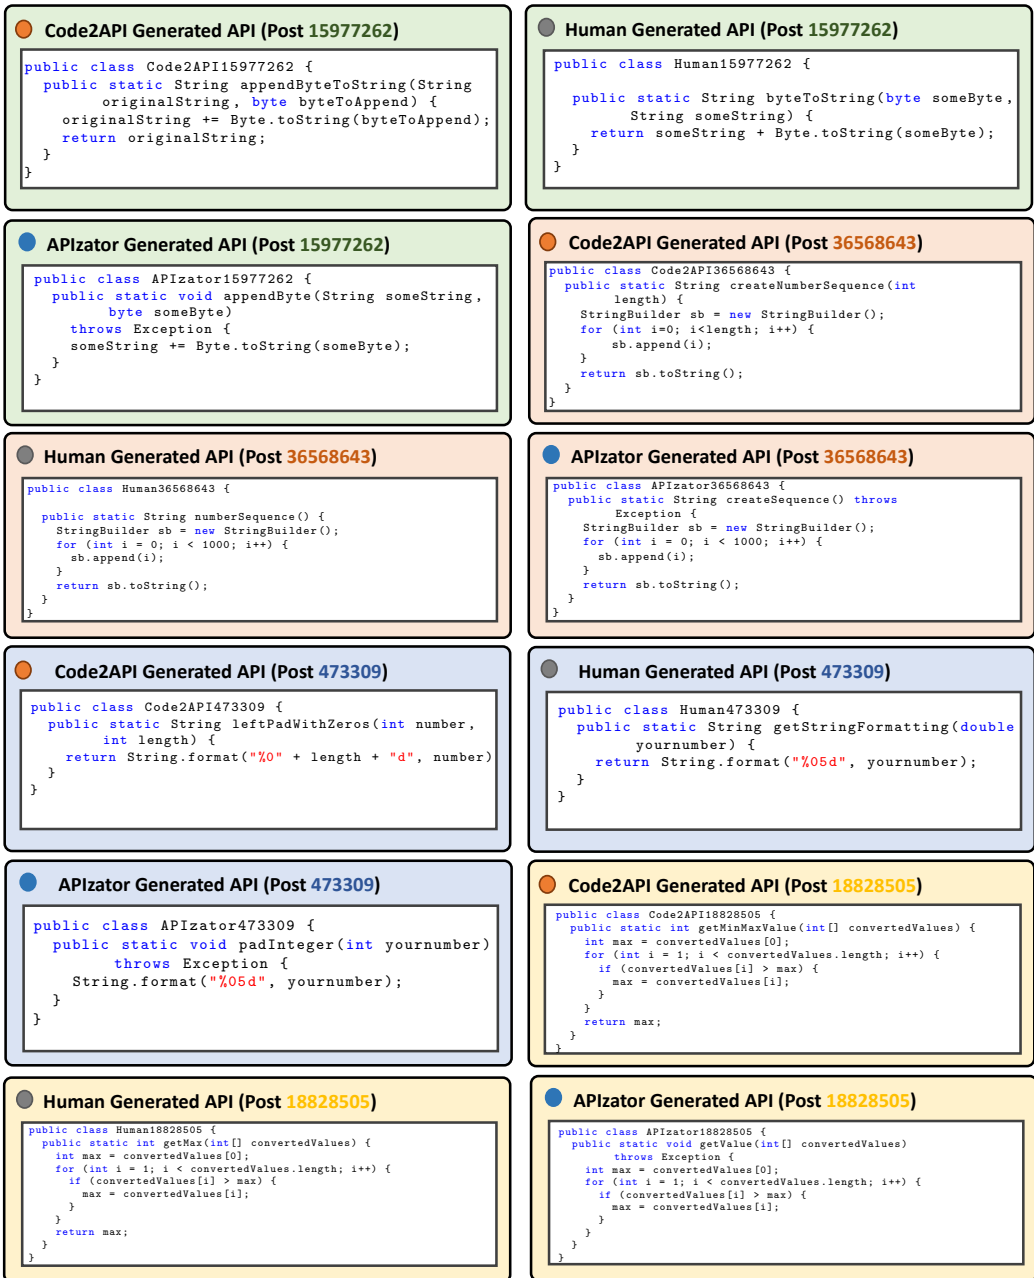 Code2API Generated API (Post 15977262)
public class Code2API15977262 {
public static String appendByteToString(String
originalString, byte byteToAppend) {
originalString += Byte.toString(byteToAppend);
return originalString;
}
}
Human Generated API (Post 15977262)
public class Human15977262 {
public static String byteToString(byte someByte,
String someString) {
return someString + Byte.toString(someByte);
}
}
APIzator Generated API (Post 15977262)
public class APIzator15977262 {
public static void appendByte(String someString,
byte someByte)
throws Exception {
someString += Byte.toString(someByte);
}
}
Code2API Generated API (Post 36568643)
public class Code2API36568643 {
public static String createNumberSequence(int
length) {
StringBuilder sb = new StringBuilder();
for (int i=0; i<length; i++) {
sb.append(i);
}
return sb.toString();
}
}
Human Generated API (Post 36568643)
public class Human36568643 {
public static String numberSequence() {
StringBuilder sb = new StringBuilder();
for (int i = 0; i < 1000; i++) {
sb.append(i);
}
return sb.toString();
}
}
APIzator Generated API (Post 36568643)
public class APIzator36568643 {
public static String createSequence() throws
Exception {
StringBuilder sb = new StringBuilder();
for (int i = 0; i < 1000; i++) {
sb.append(i);
}
return sb.toString();
}
}
Code2API Generated API (Post 473309)
public class Code2API473309 {
public static String leftPadWithZeros(int number,
int length) {
return String.format("%0" + length + "d", number)
}
}
Human Generated API (Post 473309)
public class Human473309 {
public static String getStringFormatting(double
yournumber) {
return String.format("%05d", yournumber);
}
}
APIzator Generated API (Post 473309)
public class APIzator473309 {
public static void padInteger(int yournumber)
throws Exception {
String.format("%05d", yournumber);
}
}
Code2API Generated API (Post 18828505)
public class Code2API18828505 {
public static int getMinMaxValue(int[] convertedValues) {
int max = convertedValues[0];
for (int i = 1; i < convertedValues.length; i++) {
if (convertedValues[i] > max) {
max = convertedValues[i];
}
}
return max;
}
}
Human Generated API (Post 18828505)
public class Human18828505 {
public static int getMax(int[] convertedValues) {
int max = convertedValues[0];
for (int i = 1; i < convertedValues.length; i++) {
if (convertedValues[i] > max) {
max = convertedValues[i];
}
}
return max;
}
}
APIzator Generated API (Post 18828505)
public class APIzator18828505 {
public static void getValue(int[] convertedValues)
throws Exception {
int max = convertedValues[0];
for (int i = 1; i < convertedValues.length; i++) {
if (convertedValues[i] > max) {
max = convertedValues[i];
}
}
}
}